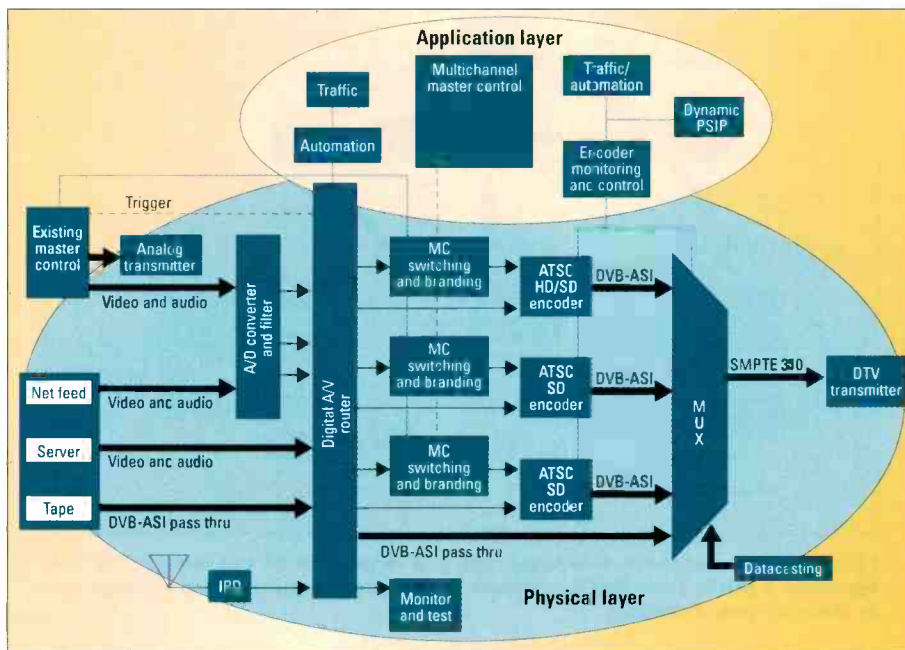 Application layer
Traffic
Multichannel
master control
Traffic/
automation
Dynamic
PSIP
Automation
Encoder
monitoring
and control
Trigger
Existing
master
control
Analog
transmitter
Video and audio
A/D converter
and filter
Digital A/V
router
MC
switching
and branding
ATSC
HD/SD
encoder
DVB-ASI
MC
switching
and branding
ATSC
SD
encoder
DVB-ASI
MC
switching
and branding
ATSC
SD
encoder
DVB-ASI
MUX
SMPTE 310
DTV
transmitter
Net feed
Video and audio
Server
Video and audio
Tape
DVB-ASI pass thru
DVB-ASI pass thru
Datacasting
IRD
Monitor
and test
Physical layer